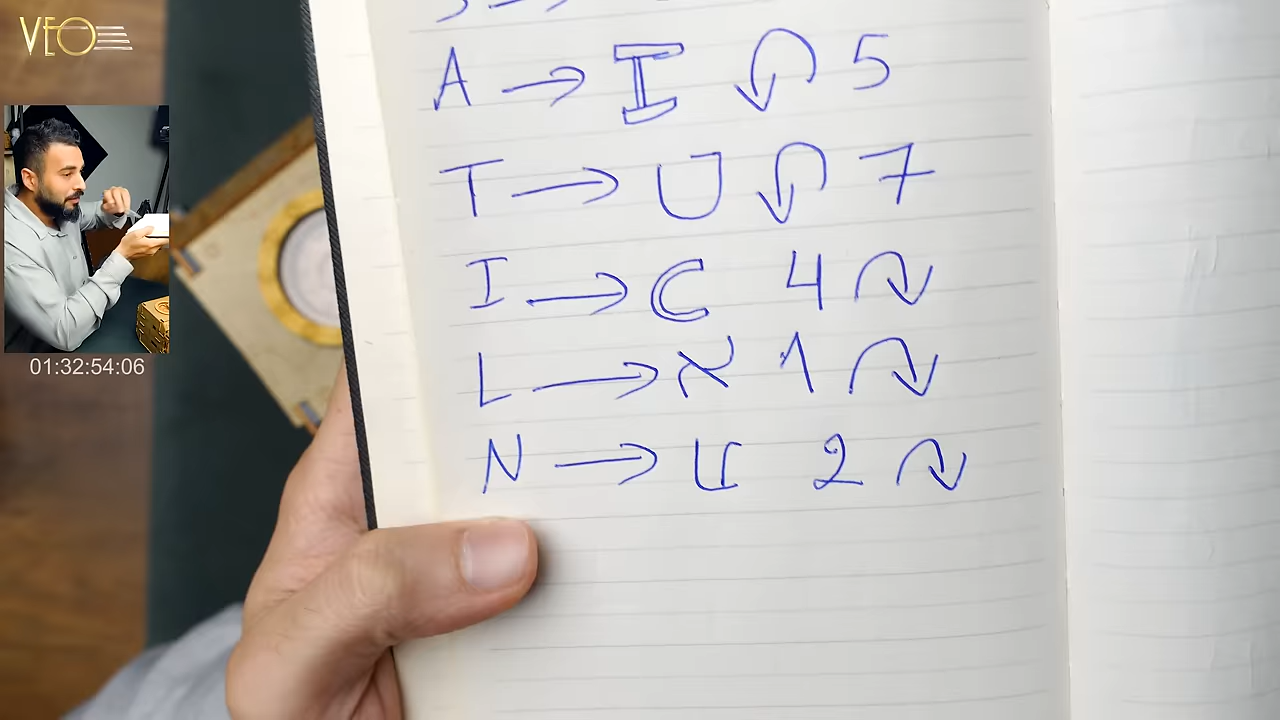 VEO
01:32:54:06
A → I ↶ 5
T → U ↶ 7
I → C 4 ↷
L → א 1 ↷
N → 2 ↷